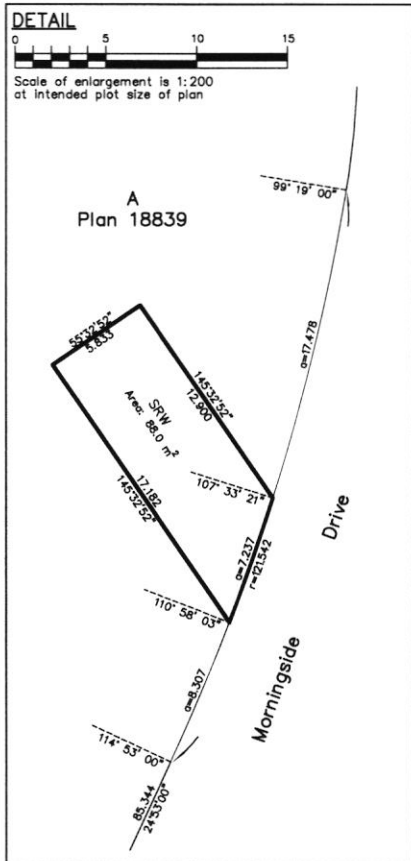 DETAIL
0 5 10 15
Scale of enlargement is 1:200
at intended plot size of plan
A
Plan 18839
99° 19' 00"
a=17.478
55°32'52"
5.833
145°32'52"
12.900
SRW
Area: 88.0 m²
17.182
145°32'52"
107° 33' 21"
a=7.237
r=121.542
Drive
110° 58' 03"
a=8.307
Morningside
114° 53' 00"
85.344
24°53'00"